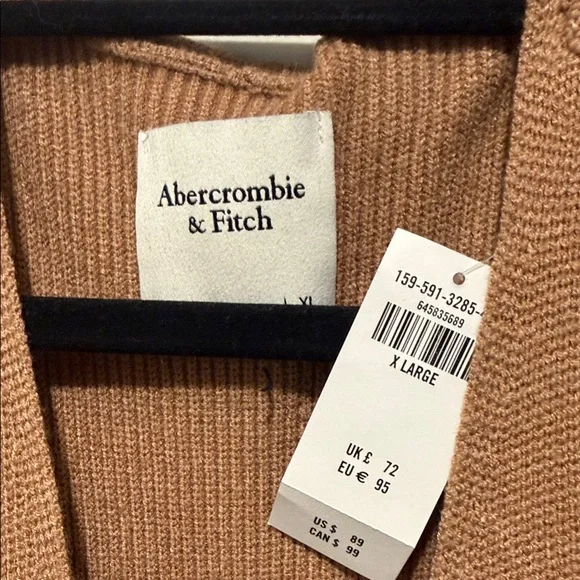 Abercrombie
& Fitch
XL
159-591-3285-
645835689
X LARGE
UK £ 72
EU € 95
US $ 89
CAN $ 99